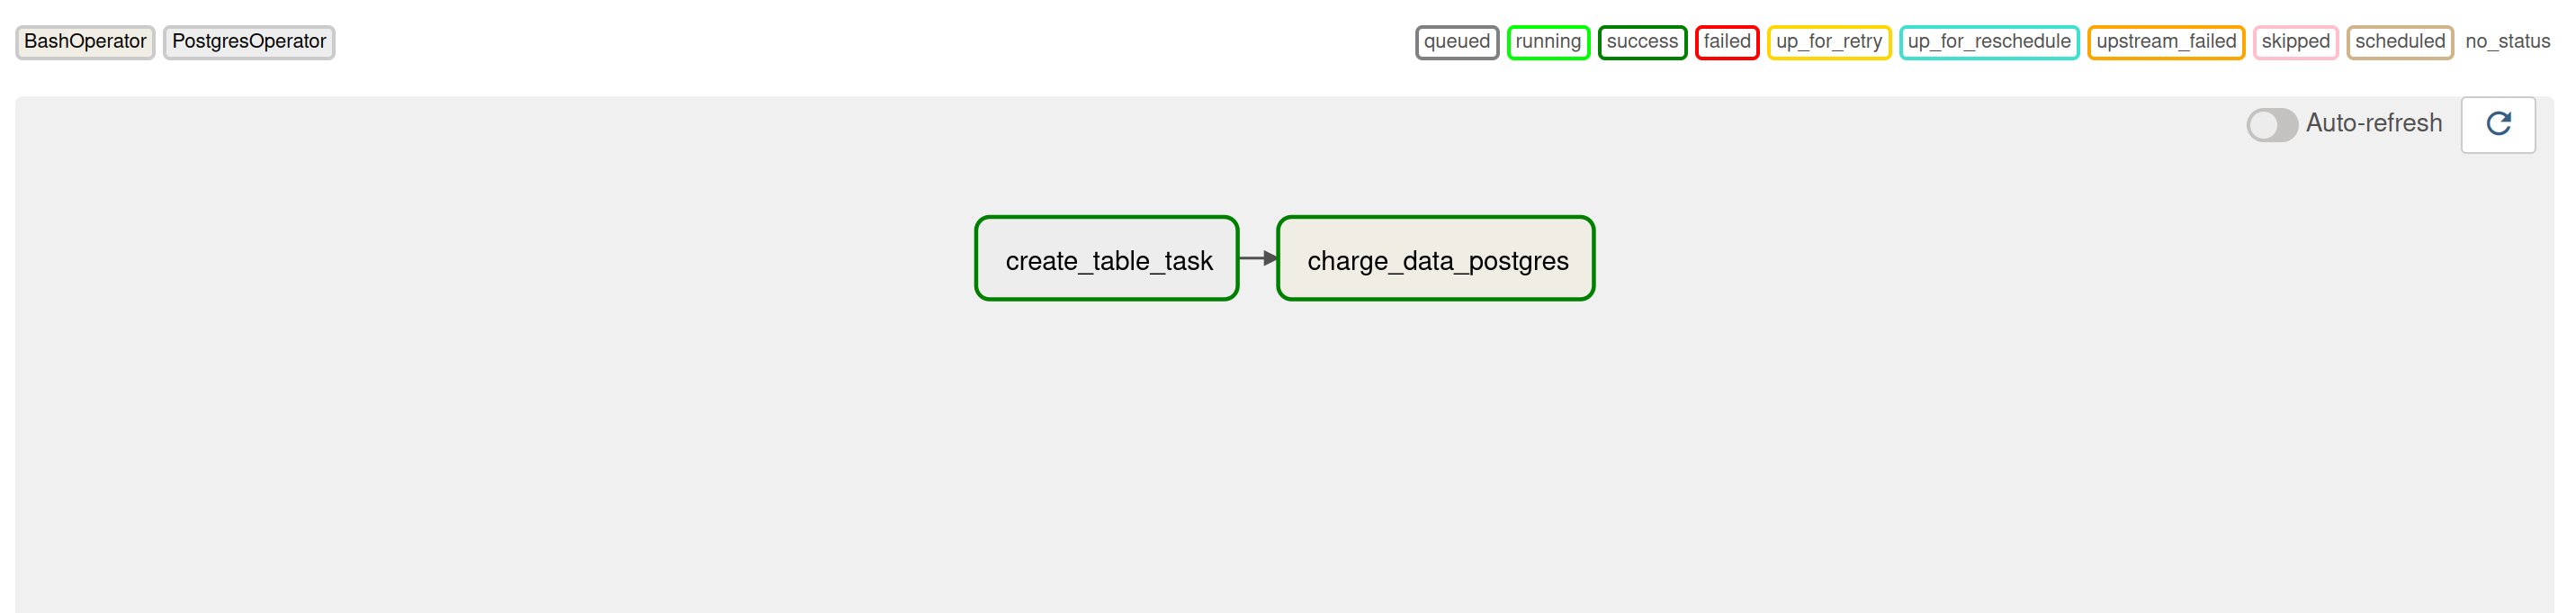 BashOperator PostgresOperator queued running success failed up_for_retry up_for_reschedule upstream_failed skipped scheduled no_status
Auto-refresh
create_table_task charge_data_postgres